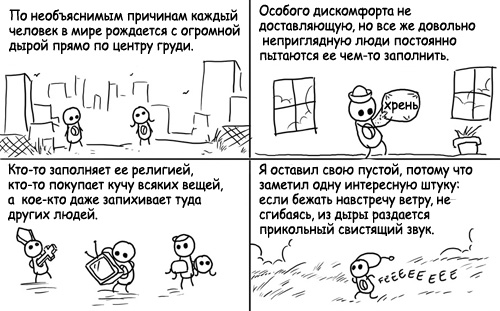 По необъяснимым причинам каждый
человек в мире рождается с огромной
дырой прямо по центру груди.
Особого дискомфорта не
доставляющую, но все же довольно
неприглядную люди постоянно
пытаются ее чем-то заполнить.
хрень
Кто-то заполняет ее религией,
кто-то покупает кучу всяких вещей,
а кое-кто даже запихивает туда
других людей.
Я оставил свою пустой, потому что
заметил одну интересную штуку:
если бежать навстречу ветру, не
сгибаясь, из дыры раздается
прикольный свистящий звук.
FEEEEEEEE